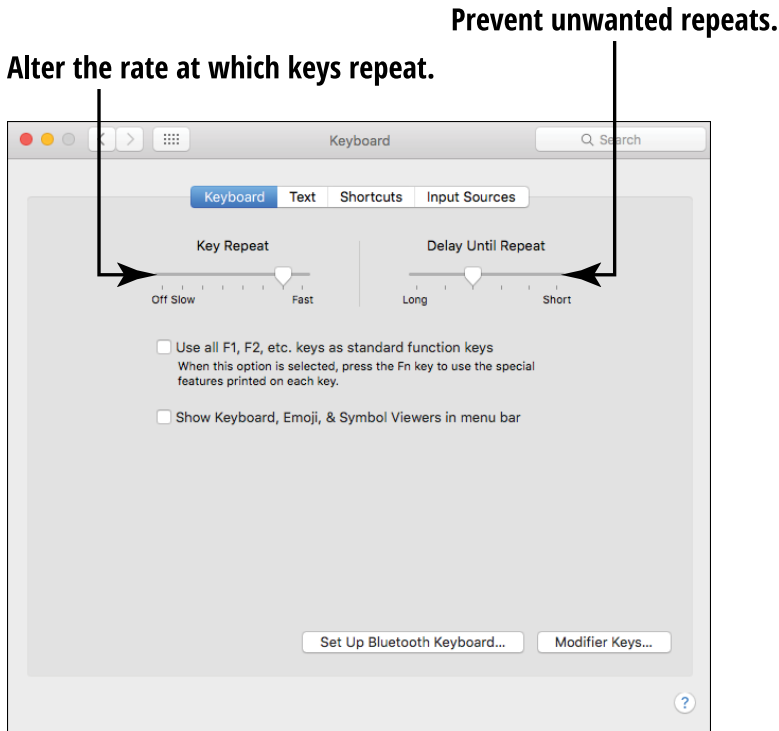 Prevent unwanted repeats.
Alter the rate at which keys repeat.
Keyboard
Search
Keyboard Text Shortcuts Input Sources
Key Repeat Delay Until Repeat
Off Slow Fast Long Short
Use all F1, F2, etc. keys as standard function keys
When this option is selected, press the Fn key to use the special
features printed on each key.
Show Keyboard, Emoji, & Symbol Viewers in menu bar
Set Up Bluetooth Keyboard... Modifier Keys...
?